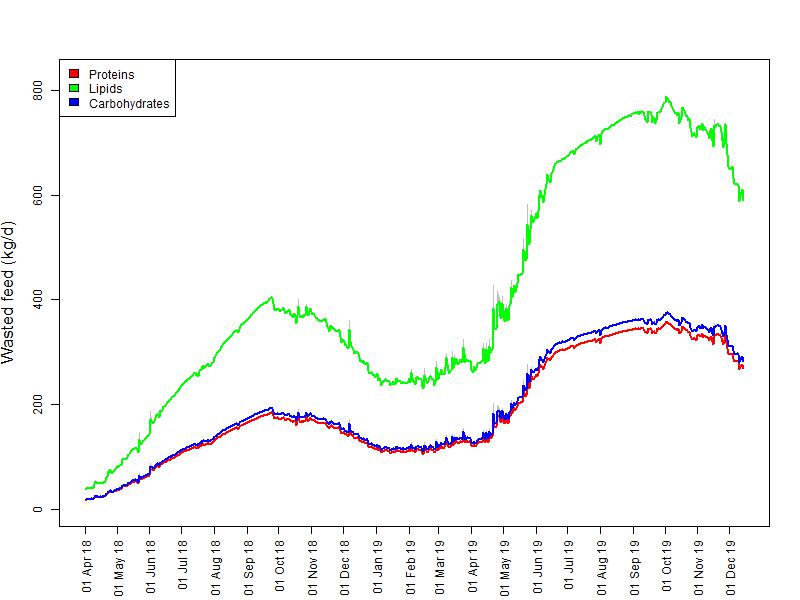 Proteins
Lipids
Carbohydrates
Wasted feed (kg/d)
800
600
400
200
0
01 Apr 18
01 May 18
01 Jun 18
01 Jul 18
01 Aug 18
01 Sep 18
01 Oct 18
01 Nov 18
01 Dec 18
01 Jan 19
01 Feb 19
01 Mar 19
01 Apr 19
01 May 19
01 Jun 19
01 Jul 19
01 Aug 19
01 Sep 19
01 Oct 19
01 Nov 19
01 Dec 19